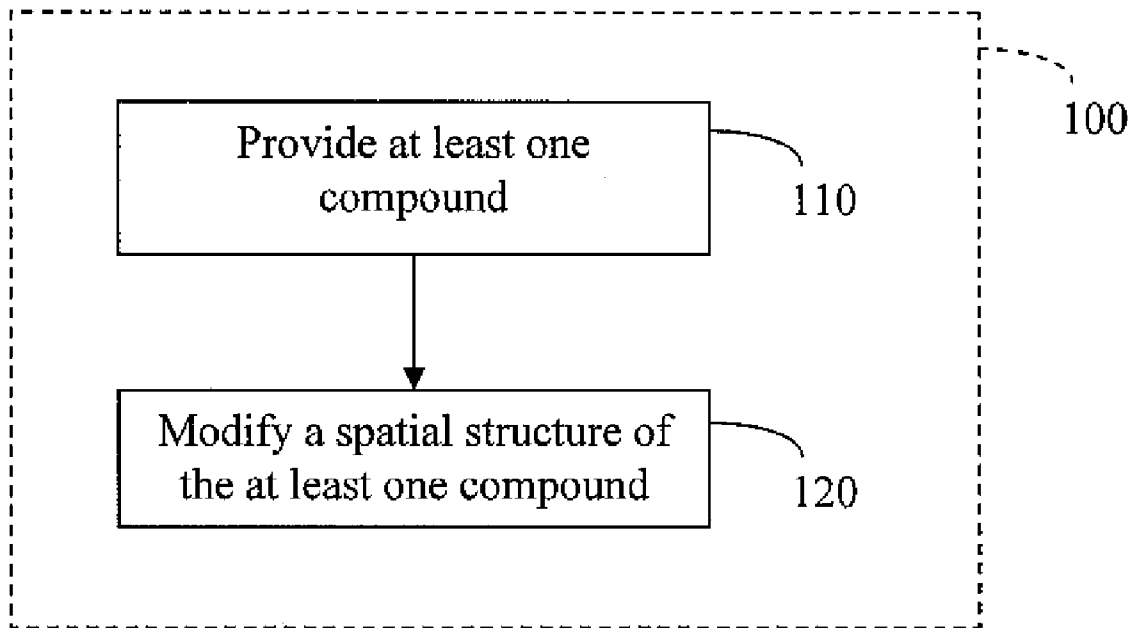 100
Provide at least one
compound
110
Modify a spatial structure of
the at least one compound
120